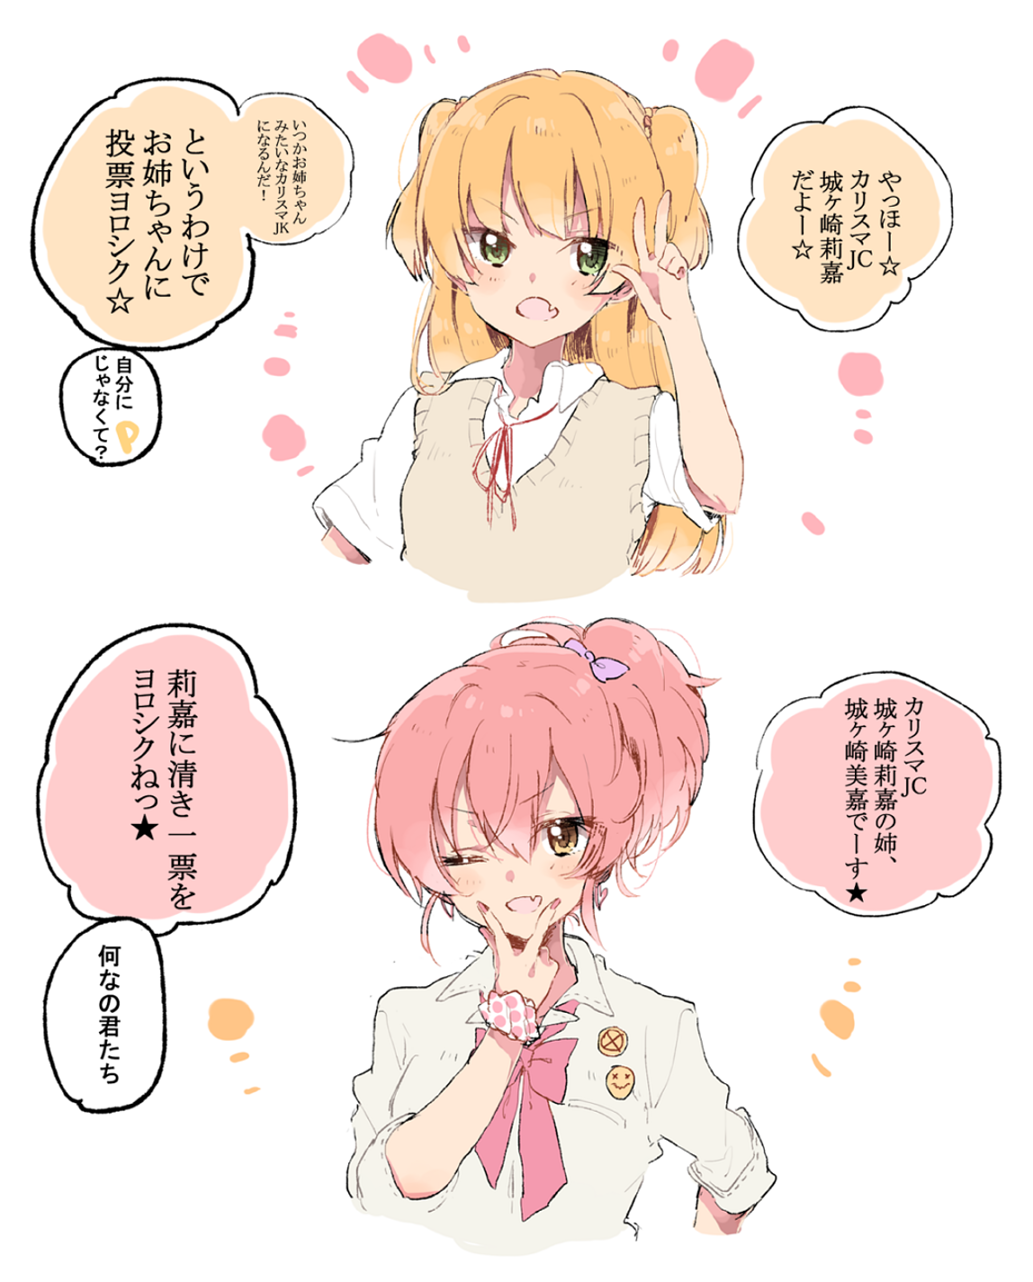 やっほー☆
カリスマJC
城ヶ崎莉嘉
だよー☆
いつかお姉ちゃん
みたいなカリスマJK
になるんだ！
というわけで
お姉ちゃんに
投票ヨロシク☆
自分に
じゃなくて？
P
カリスマJC
城ヶ崎莉嘉の姉、
城ヶ崎美嘉でーす★
莉嘉に清き一票を
ヨロシクねっ★
何なの君たち